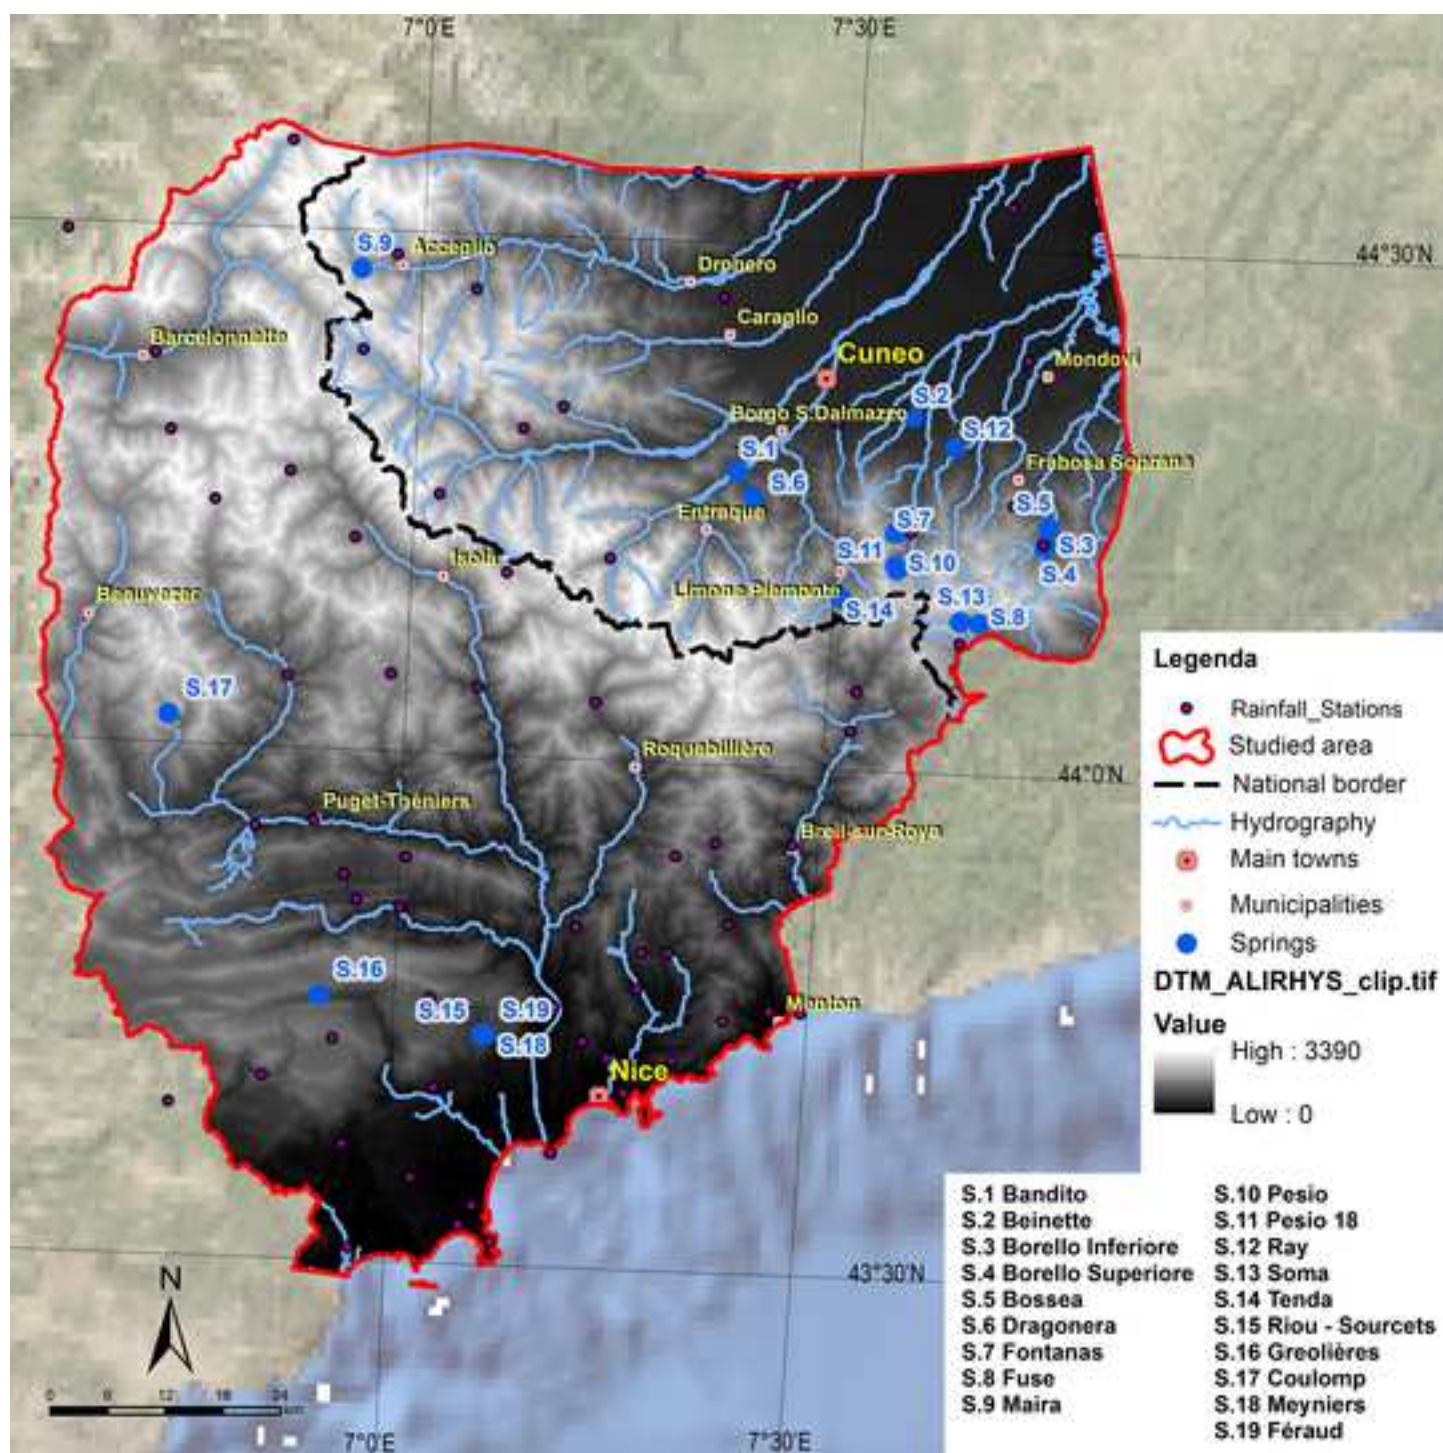 7°0'E
7°30'E
S.9
Acceglio
44°30'N
Dronero
Caraglio
Barcelonnette
Cuneo
Mondovì
S.2
Borgo S.Dalmazzo
S.12
S.1
Frabosa Soprana
S.6
S.5
Entraque
S.7
S.11
S.3
Isola
S.10
S.4
Limone Piemonte
Beauvezer
S.14
S.13
S.8
S.17
Roquebillière
44°0'N
Puget-Théniers
Breil-sur-Roya
S.16
S.15
S.19
S.18
Menton
Nice
Legenda
Rainfall_Stations
Studied area
National border
Hydrography
Main towns
Municipalities
Springs
DTM_ALIRHYS_clip.tif
Value
High : 3390
Low : 0
S.1 Bandito
S.2 Beinette
S.3 Borello Inferiore
S.4 Borello Superiore
S.5 Bossea
S.6 Dragonera
S.7 Fontanas
S.8 Fuse
S.9 Maira
S.10 Pesio
S.11 Pesio 18
S.12 Ray
S.13 Soma
S.14 Tenda
S.15 Riou - Sourcets
S.16 Greolières
S.17 Coulomp
S.18 Meyniers
S.19 Féraud
43°30'N
N
0 6 12 18 24
7°0'E
7°30'E